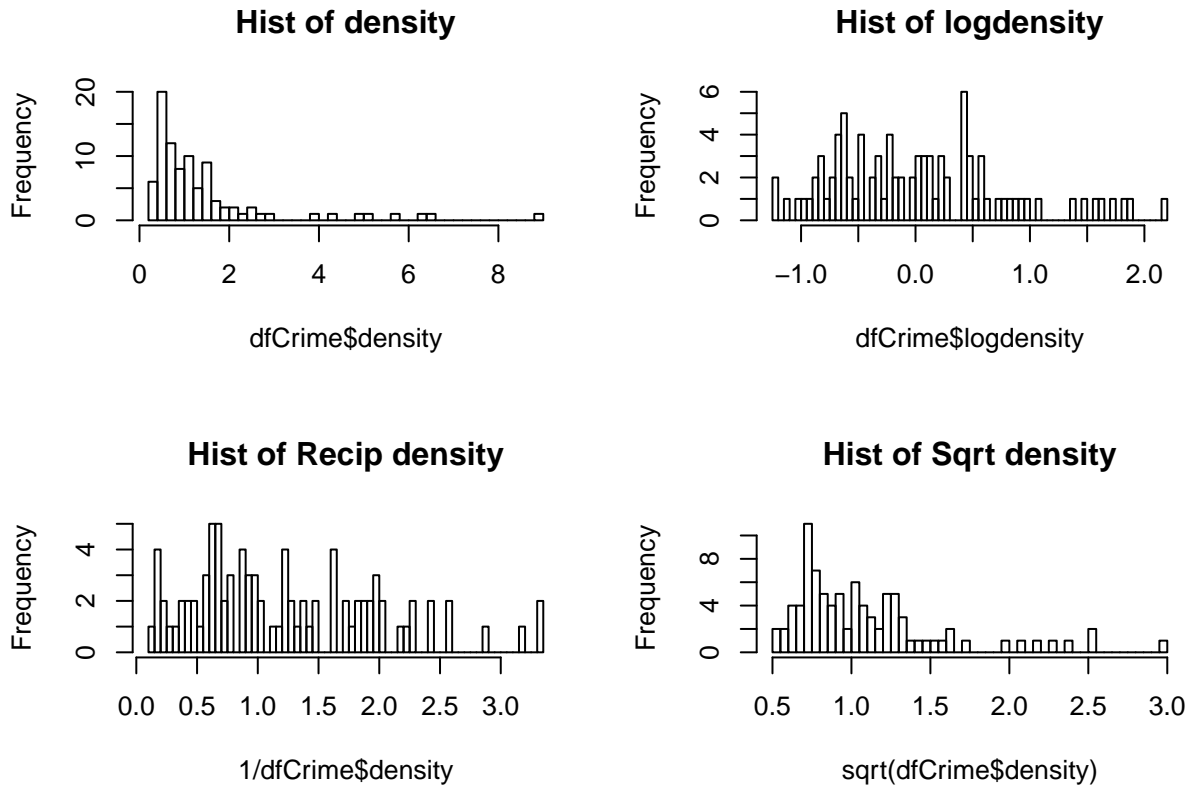 Hist of density
Frequency
0 10 20
0 2 4 6 8
dfCrime$density
Hist of logdensity
Frequency
0 2 4 6
−1.0 0.0 1.0 2.0
dfCrime$logdensity
Hist of Recip density
Frequency
0 2 4
0.0 0.5 1.0 1.5 2.0 2.5 3.0
1/dfCrime$density
Hist of Sqrt density
Frequency
0 4 8
0.5 1.0 1.5 2.0 2.5 3.0
sqrt(dfCrime$density)